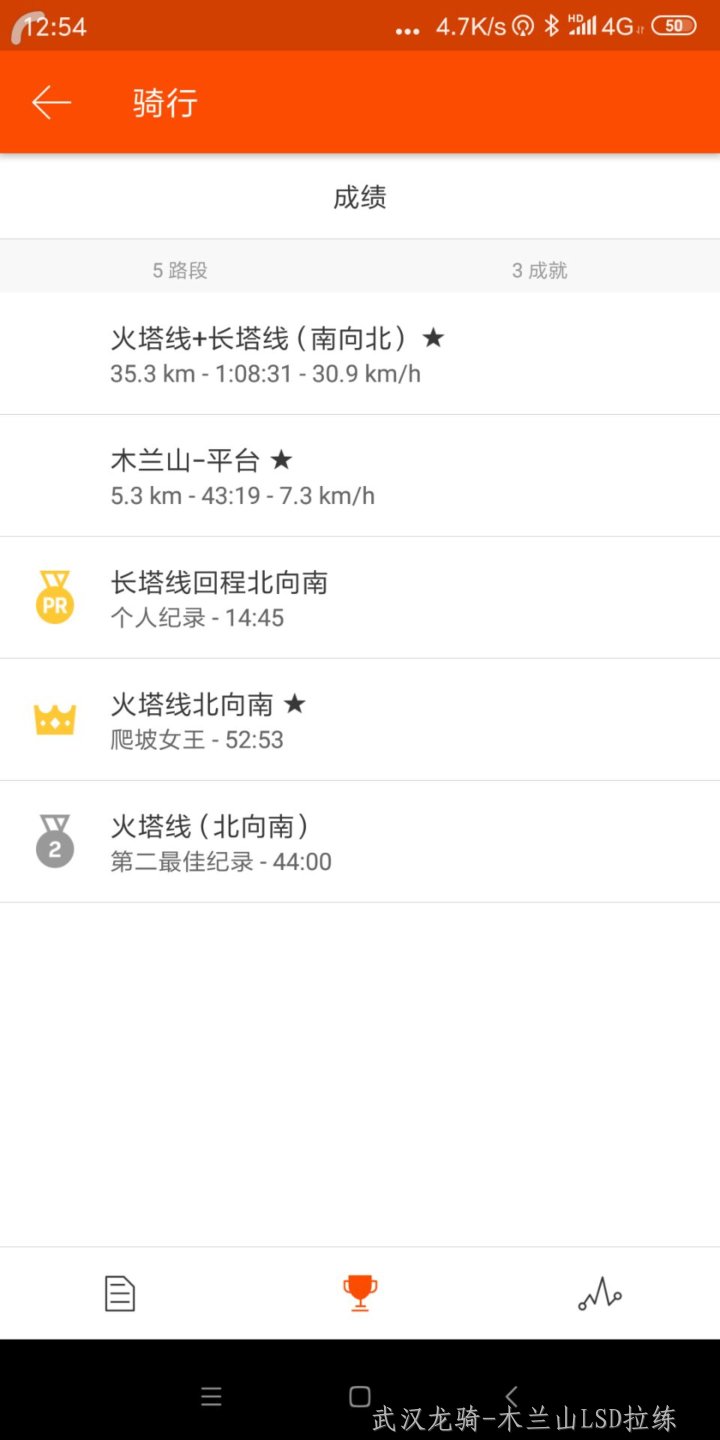 12:54
... 4.7K/s HD 4G 50
骑行
成绩
5 路段
3 成就
火塔线+长塔线（南向北）★
35.3 km - 1:08:31 - 30.9 km/h
木兰山-平台 ★
5.3 km - 43:19 - 7.3 km/h
PR
长塔线回程北向南
个人纪录 - 14:45
火塔线北向南 ★
爬坡女王 - 52:53
2
火塔线（北向南）
第二最佳纪录 - 44:00
武汉龙骑-木兰山LSD拉练